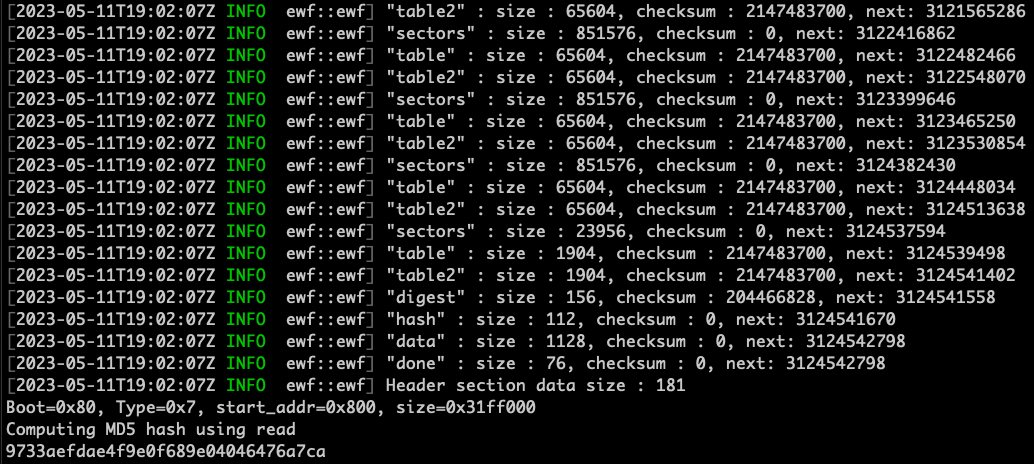 [2023-05-11T19:02:07Z INFO  ewf::ewf] "table2" : size : 65604, checksum : 2147483700, next: 3121565286
[2023-05-11T19:02:07Z INFO  ewf::ewf] "sectors" : size : 851576, checksum : 0, next: 3122416862
[2023-05-11T19:02:07Z INFO  ewf::ewf] "table" : size : 65604, checksum : 2147483700, next: 3122482466
[2023-05-11T19:02:07Z INFO  ewf::ewf] "table2" : size : 65604, checksum : 2147483700, next: 3122548070
[2023-05-11T19:02:07Z INFO  ewf::ewf] "sectors" : size : 851576, checksum : 0, next: 3123399646
[2023-05-11T19:02:07Z INFO  ewf::ewf] "table" : size : 65604, checksum : 2147483700, next: 3123465250
[2023-05-11T19:02:07Z INFO  ewf::ewf] "table2" : size : 65604, checksum : 2147483700, next: 3123530854
[2023-05-11T19:02:07Z INFO  ewf::ewf] "sectors" : size : 851576, checksum : 0, next: 3124382430
[2023-05-11T19:02:07Z INFO  ewf::ewf] "table" : size : 65604, checksum : 2147483700, next: 3124448034
[2023-05-11T19:02:07Z INFO  ewf::ewf] "table2" : size : 65604, checksum : 2147483700, next: 3124513638
[2023-05-11T19:02:07Z INFO  ewf::ewf] "sectors" : size : 23956, checksum : 0, next: 3124537594
[2023-05-11T19:02:07Z INFO  ewf::ewf] "table" : size : 1904, checksum : 2147483700, next: 3124539498
[2023-05-11T19:02:07Z INFO  ewf::ewf] "table2" : size : 1904, checksum : 2147483700, next: 3124541402
[2023-05-11T19:02:07Z INFO  ewf::ewf] "digest" : size : 156, checksum : 204466828, next: 3124541558
[2023-05-11T19:02:07Z INFO  ewf::ewf] "hash" : size : 112, checksum : 0, next: 3124541670
[2023-05-11T19:02:07Z INFO  ewf::ewf] "data" : size : 1128, checksum : 0, next: 3124542798
[2023-05-11T19:02:07Z INFO  ewf::ewf] "done" : size : 76, checksum : 0, next: 3124542798
[2023-05-11T19:02:07Z INFO  ewf::ewf] Header section data size : 181
Boot=0x80, Type=0x7, start_addr=0x800, size=0x31ff000
Computing MD5 hash using read
9733aefdae4f9e0f689e04046476a7ca